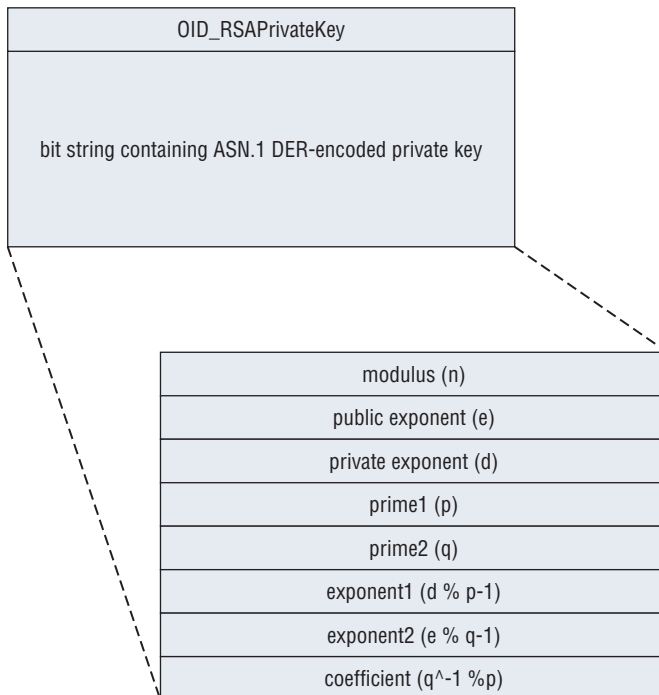 OID_RSAPrivateKey
bit string containing ASN.1 DER-encoded private key
modulus (n)
public exponent (e)
private exponent (d)
prime1 (p)
prime2 (q)
exponent1 (d % p-1)
exponent2 (e % q-1)
coefficient (q^-1 %p)